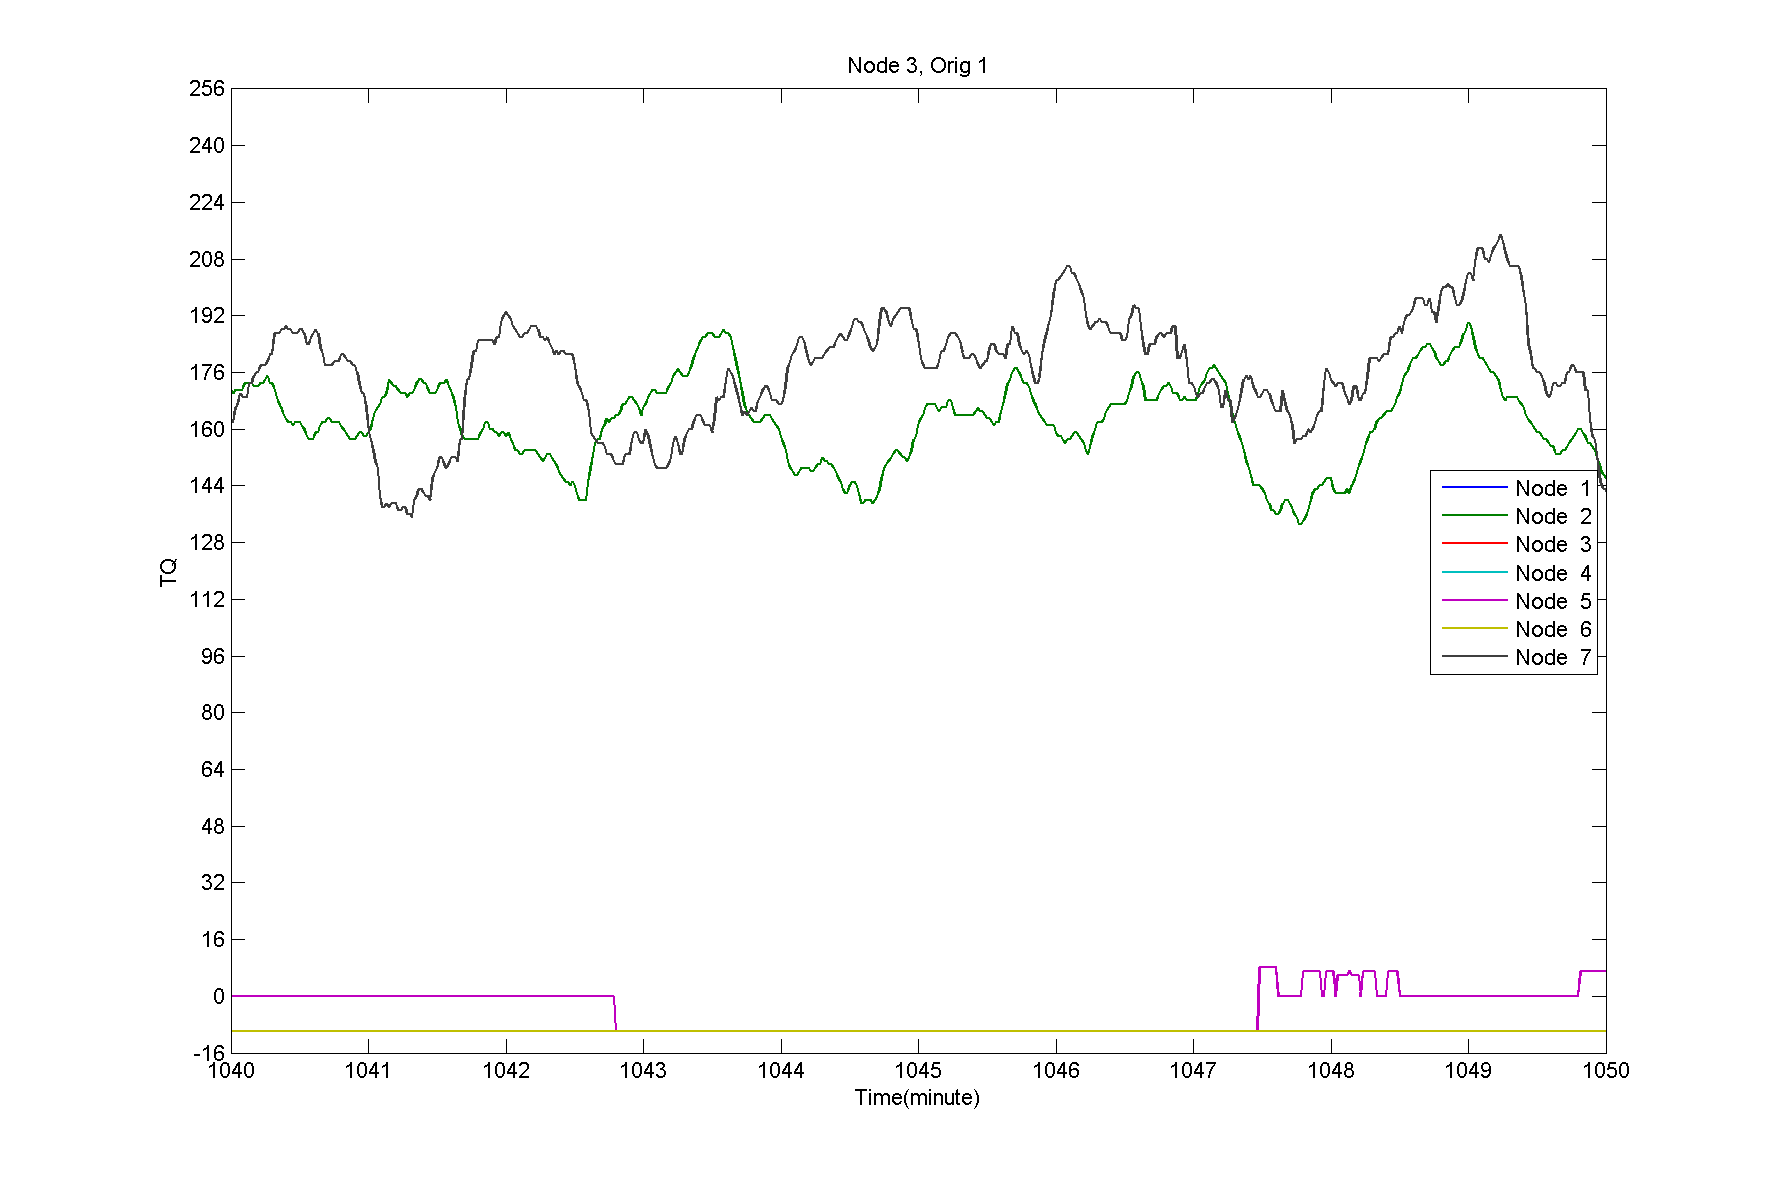 Node 3, Orig 1
256
240
224
208
192
176
160
144
128
112
96
80
64
48
32
16
0
-16
TQ
Node 1
Node 2
Node 3
Node 4
Node 5
Node 6
Node 7
1040 1041 1042 1043 1044 1045 1046 1047 1048 1049 1050
Time(minute)